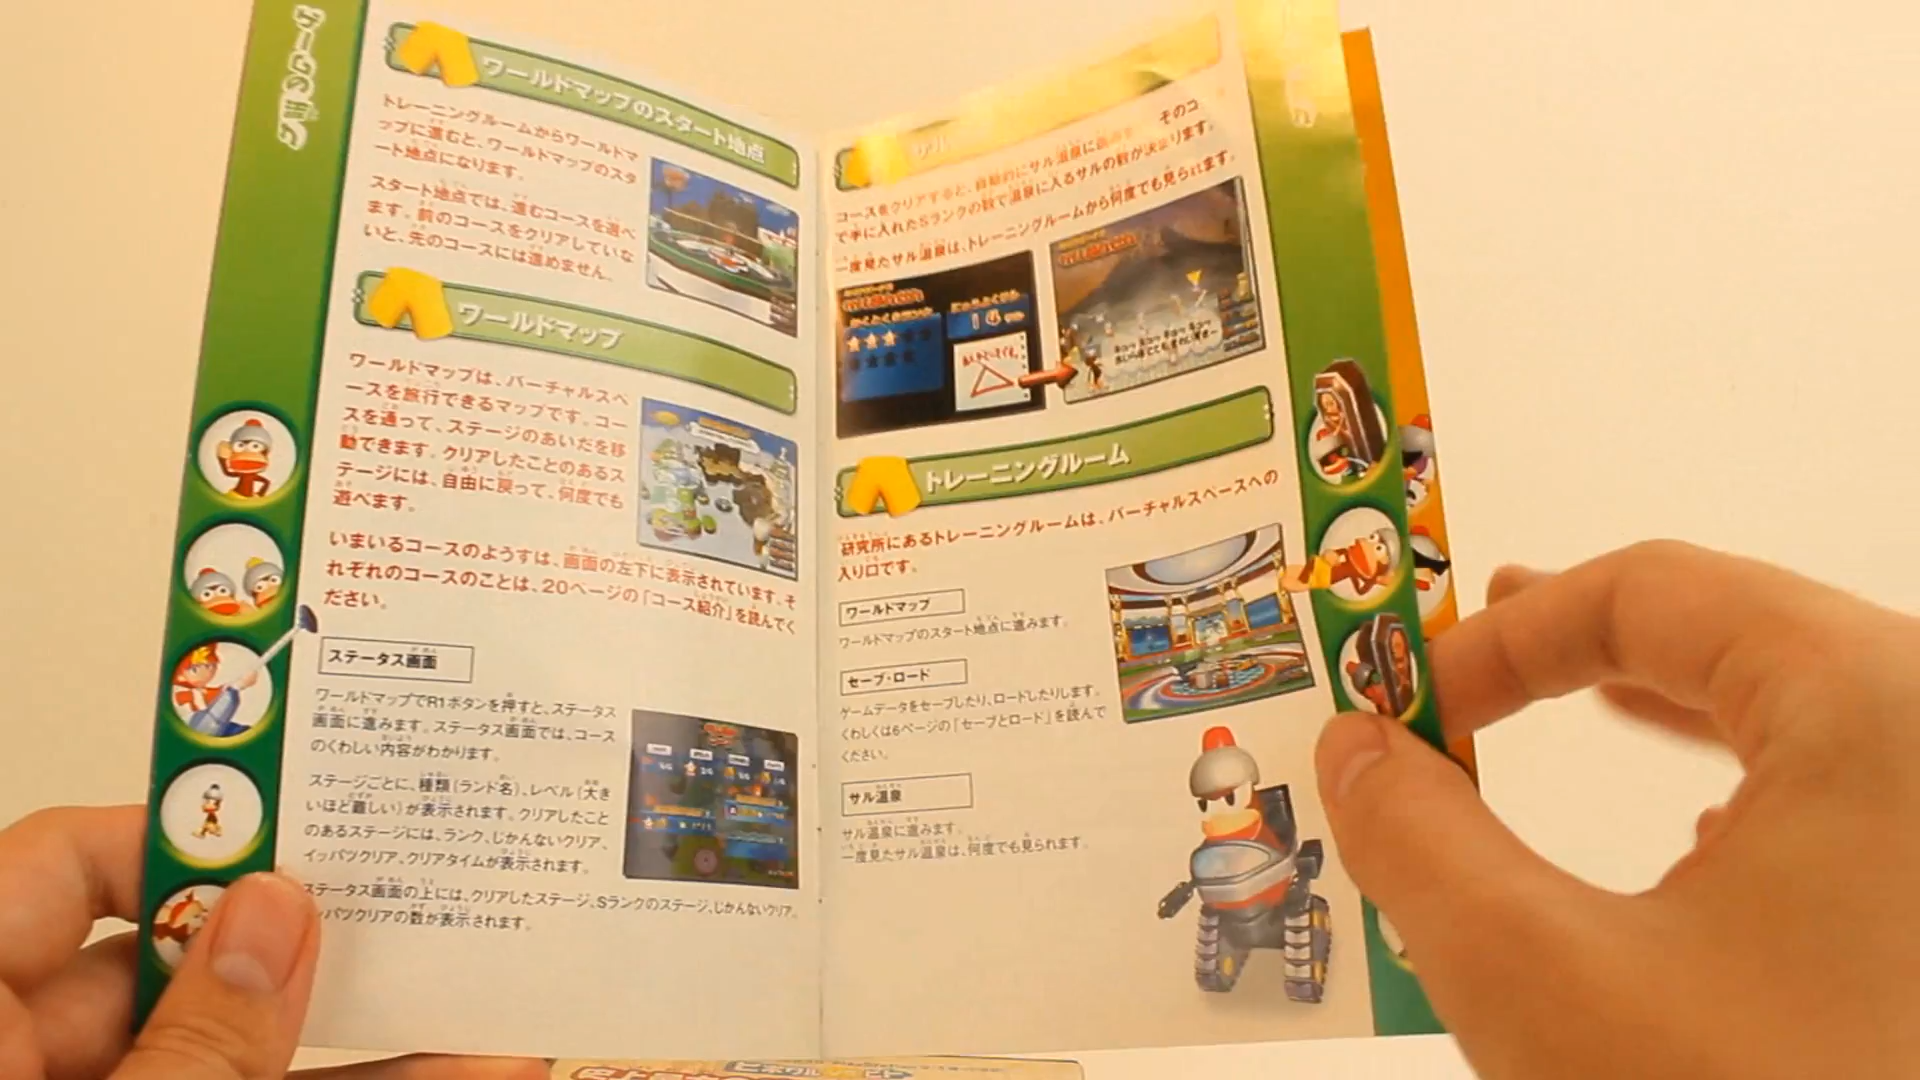 ワールドマップのスタート地点
トレーニングルームからワールドマ
ップに進むと、ワールドマップのスタ
ート地点になります。
スタート地点では、進むコースを選べ
ます。前のコースをクリアしていな
いと、先のコースには進めません。
ワールドマップ
ワールドマップは、バーチャルスペ
ースを旅行できるマップです。コー
スを通って、ステージのあいだを移
動できます。クリアしたことのあるス
テージには、自由に戻って、何度でも
遊べます。
いまいるコースのようすは、画面の左下に表示されています。そ
れぞれのコースのことは、20ページの「コース紹介」を読んでく
ださい。
ステータス画面
ワールドマップでR1ボタンを押すと、ステータス
画面に進みます。ステータス画面では、コース
のくわしい内容がわかります。
ステージごとに、種類(ランド名)、レベル(大き
いほど難しい)が表示されます。クリアしたこと
のあるステージには、ランク、じかんないクリア、
イッパツクリア、クリアタイムが表示されます。
ステータス画面の上には、クリアしたステージ、Sランクのステージ、じかんないクリア、
ッパツクリアの数が表示されます。
サル
コースをクリアすると、自動的にサル温泉に そのコ
で手に入れたSランクの数で温泉に入るサルの数が決まります。
一度見たサル温泉は、トレーニングルームから何度でも見られます。
14
トレーニングルーム
研究所にあるトレーニングルームは、バーチャルスペースへの
入り口です。
ワールドマップ
ワールドマップのスタート地点に進みます。
セーブ・ロード
ゲームデータをセーブしたり、ロードしたりします。
くわしくは6ページの「セーブとロード」を読んで
ください。
サル温泉
サル温泉に進みます。
一度見たサル温泉は、何度でも見られます。